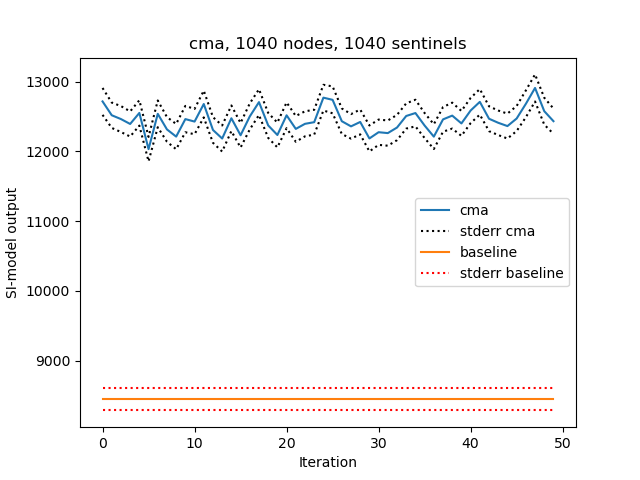 cma, 1040 nodes, 1040 sentinels
SI-model output
13000
12000
11000
10000
9000
cma
stderr cma
baseline
stderr baseline
0 10 20 30 40 50
Iteration